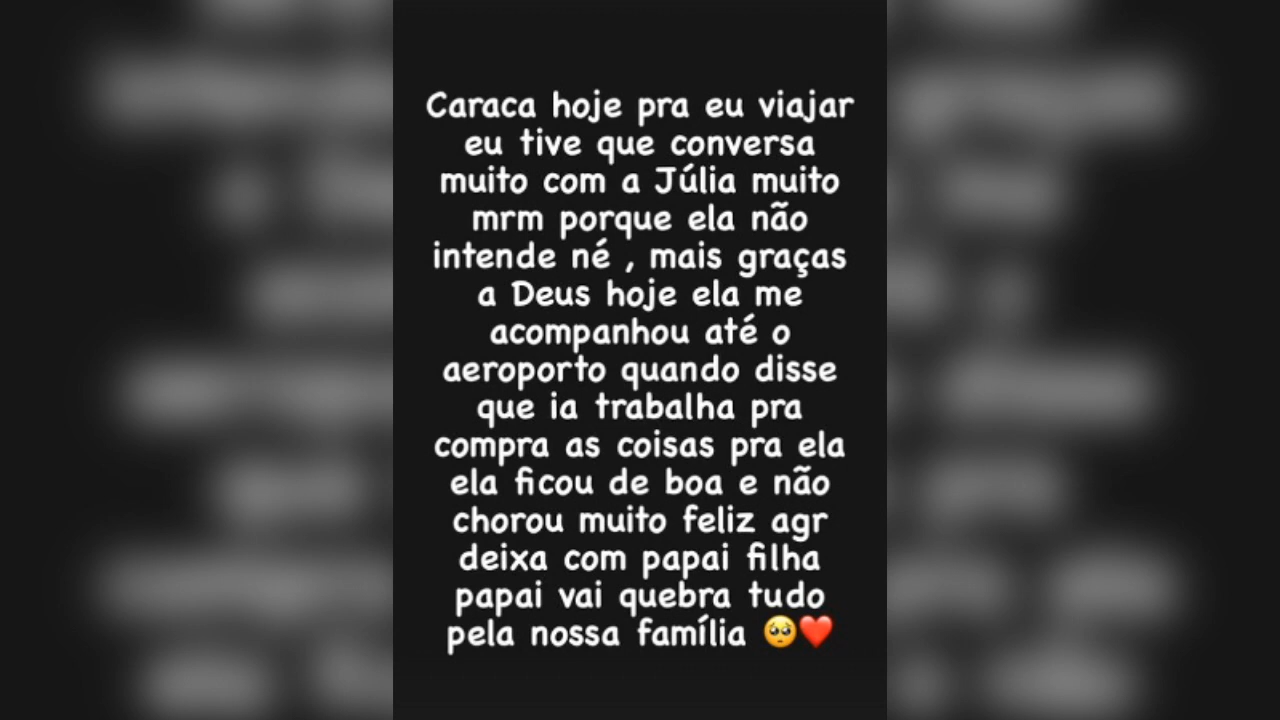 Caraca hoje pra eu viajar
eu tive que conversa
muito com a Júlia muito
mrm porque ela não
intende né , mais graças
a Deus hoje ela me
acompanhou até o
aeroporto quando disse
que ia trabalha pra
compra as coisas pra ela
ela ficou de boa e não
chorou muito feliz agr
deixa com papai filha
papai vai quebra tudo
pela nossa família 🥺❤️